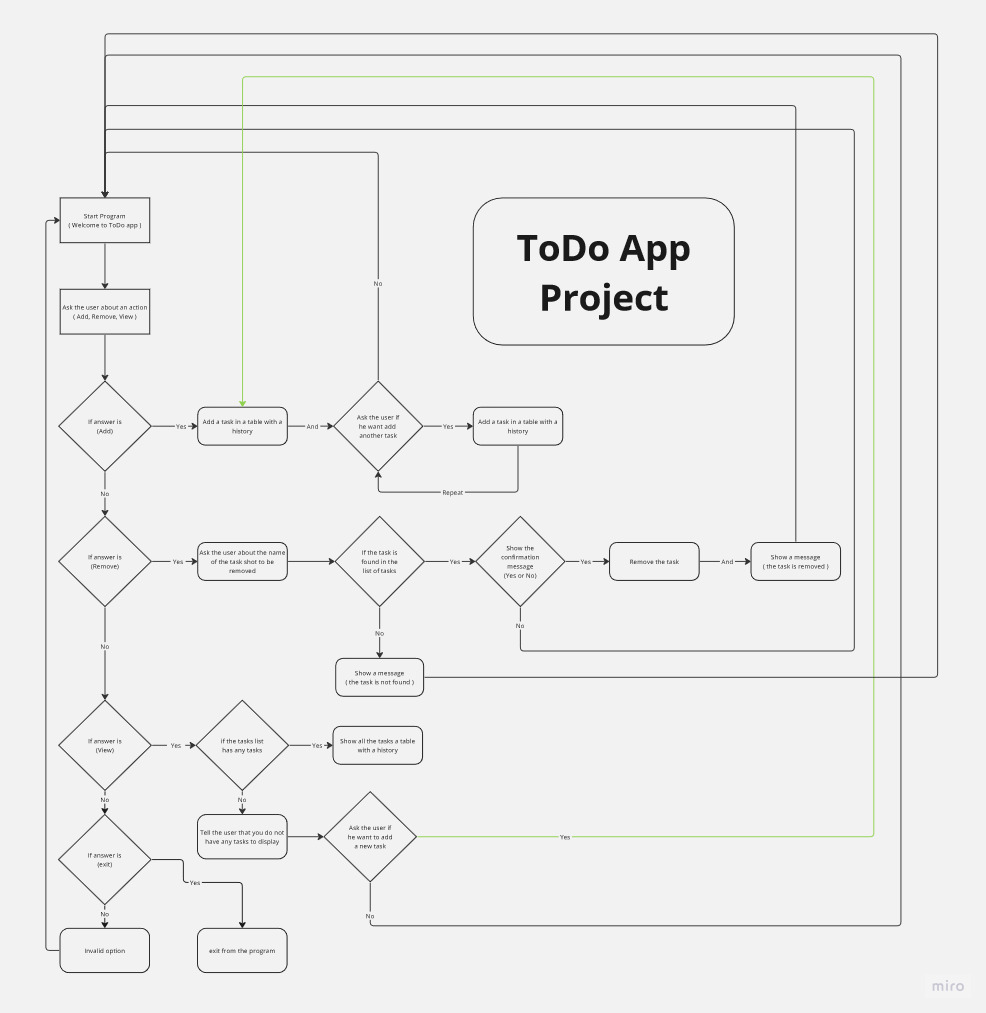 ToDo App
Project
No
Start Program
( Welcome to ToDo app )
Ask the user about an action
( Add, Remove, View )
If answer is
(Add)
Yes
Add a task in a table with a
history
And
Ask the user if
he want add
another task
Yes
Add a task in a table with a
history
Repeat
No
If answer is
(Remove)
Yes
Ask the user about the name
of the task shot to be
removed
If the task is
found in the
list of tasks
Yes
Show the
confirmation
message
(Yes or No)
Yes
Remove the task
And
Show a message
( the task is removed )
No
No
No
Show a message
( the task is not found )
If answer is
(View)
Yes
if the tasks list
has any tasks
Yes
Show all the tasks a table
with a history
No
No
Tell the user that you do not
have any tasks to display
Ask the user if
he want to add
a new task
Yes
If answer is
(exit)
Yes
No
No
Invalid option
exit from the program
miro